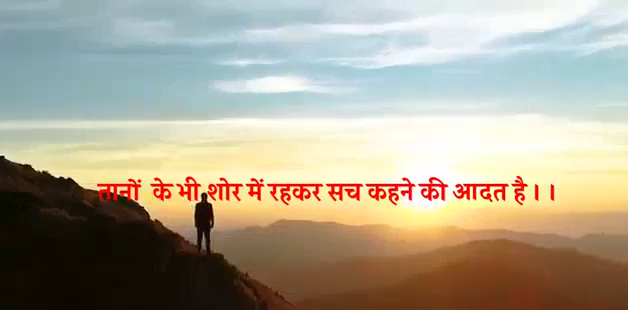 तानों के भी शोर में रहकर सच कहने की आदत है।।